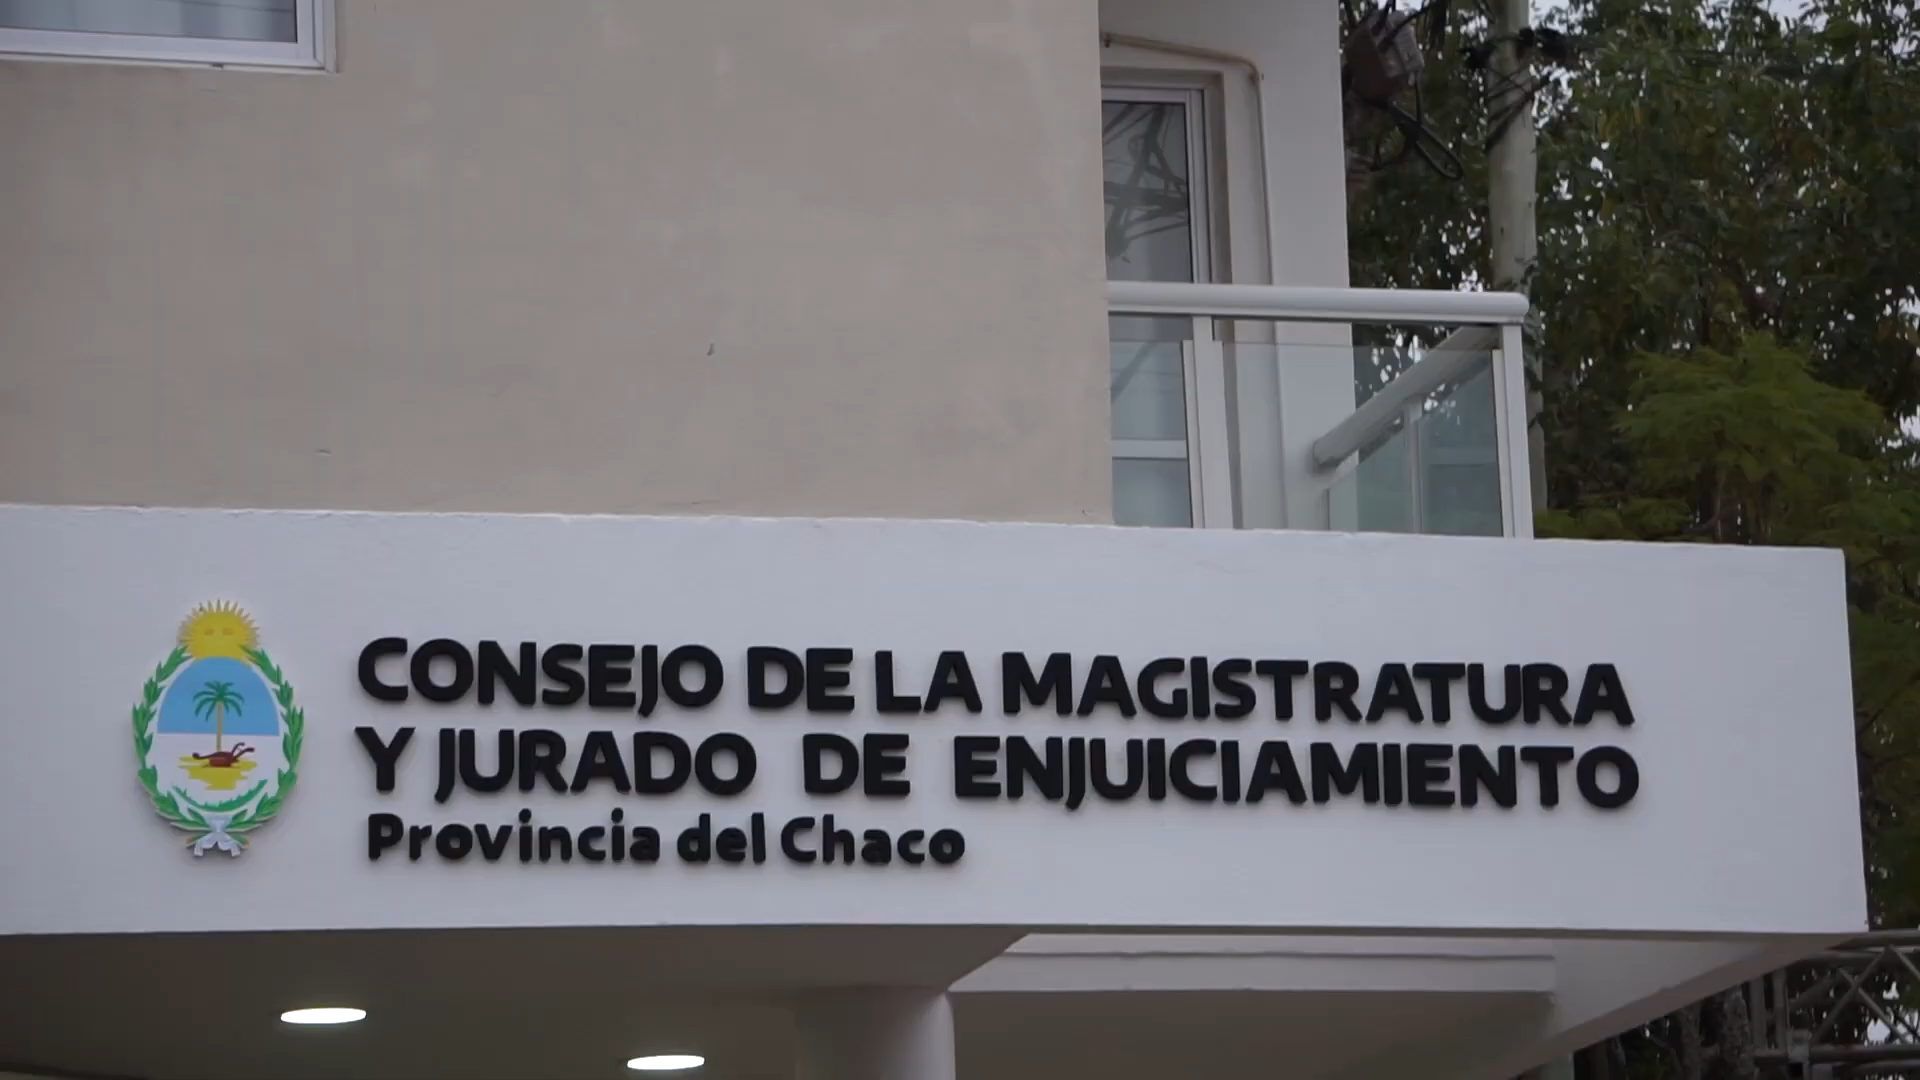 CONSEJO DE LA MAGISTRATURA
Y JURADO DE ENJUICIAMIENTO
Provincia del Chaco